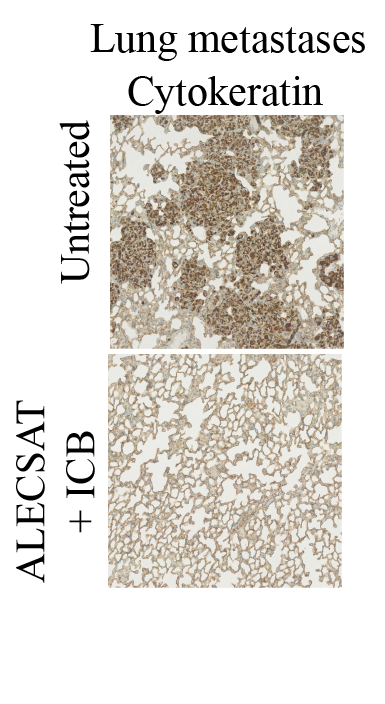 Lung metastases
Cytokeratin
Untreated
ALECSAT
+ ICB